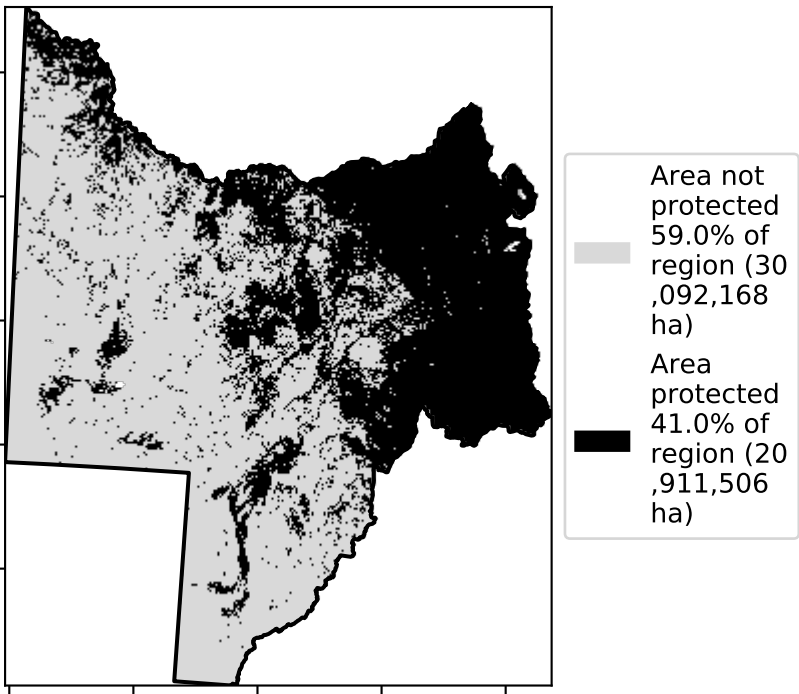 Area not
protected
59.0% of
region (30
,092,168
ha)
Area
protected
41.0% of
region (20
,911,506
ha)